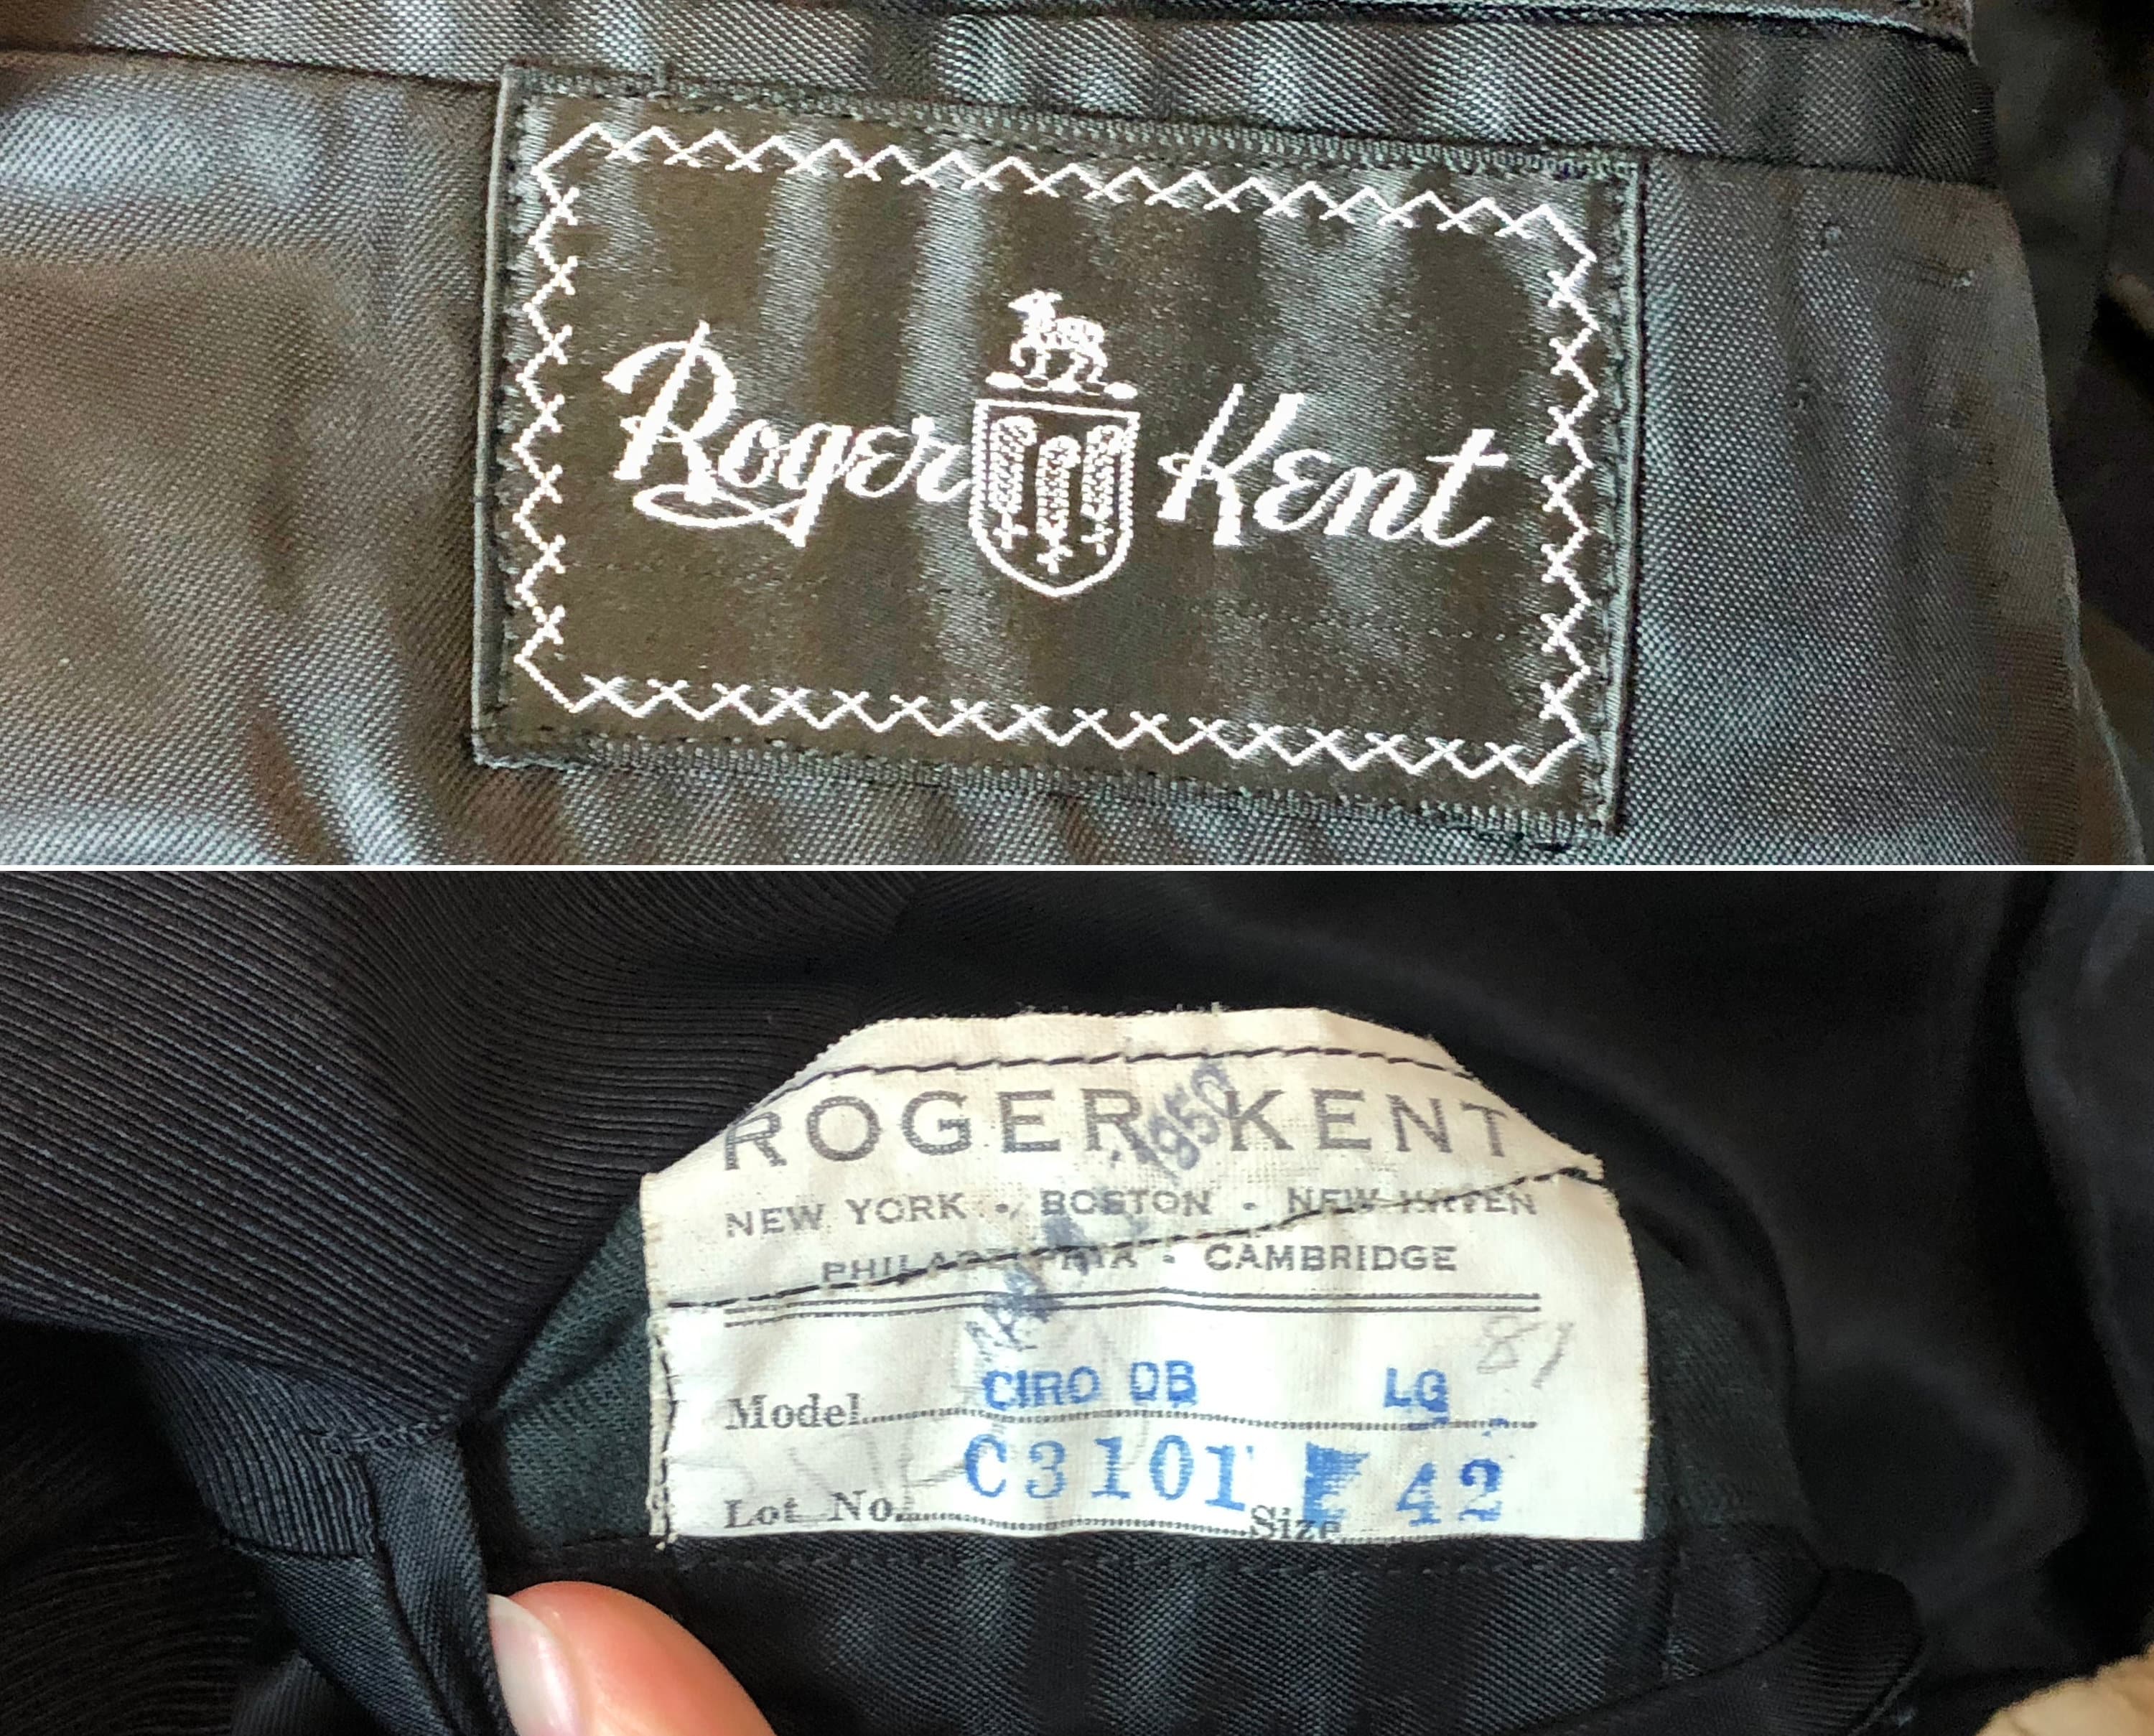 Roger Kent
ROGER KENT
NEW YORK · BOSTON · NEW HAVEN
PHILADELPHIA · CAMBRIDGE
1950
81
Model CIRO DB LG
Lot No. C3101 Size 42